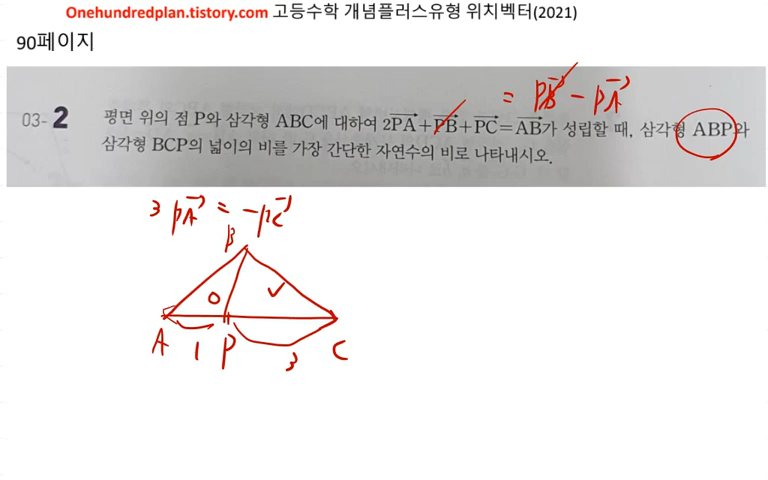 Onehundredplan.tistory.com 고등수학 개념플러스유형 위치벡터(2021)
90페이지
= PB - PA
03- 2 평면 위의 점 P와 삼각형 ABC에 대하여 2PA+PB+PC=AB가 성립할 때, 삼각형 ABP와
삼각형 BCP의 넓이의 비를 가장 간단한 자연수의 비로 나타내시오.
3 PA = -PC
B
A 1 P 3 C